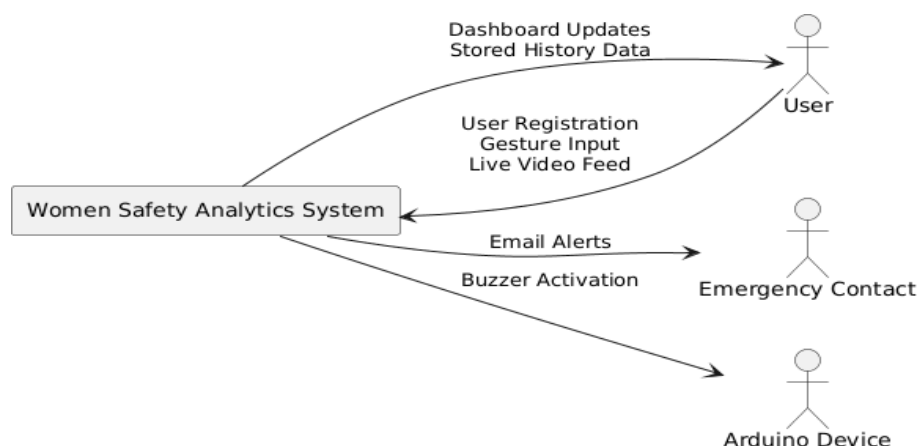 Dashboard Updates
Stored History Data
User
User Registration
Gesture Input
Live Video Feed
Women Safety Analytics System
Email Alerts
Emergency Contact
Buzzer Activation
Arduino Device